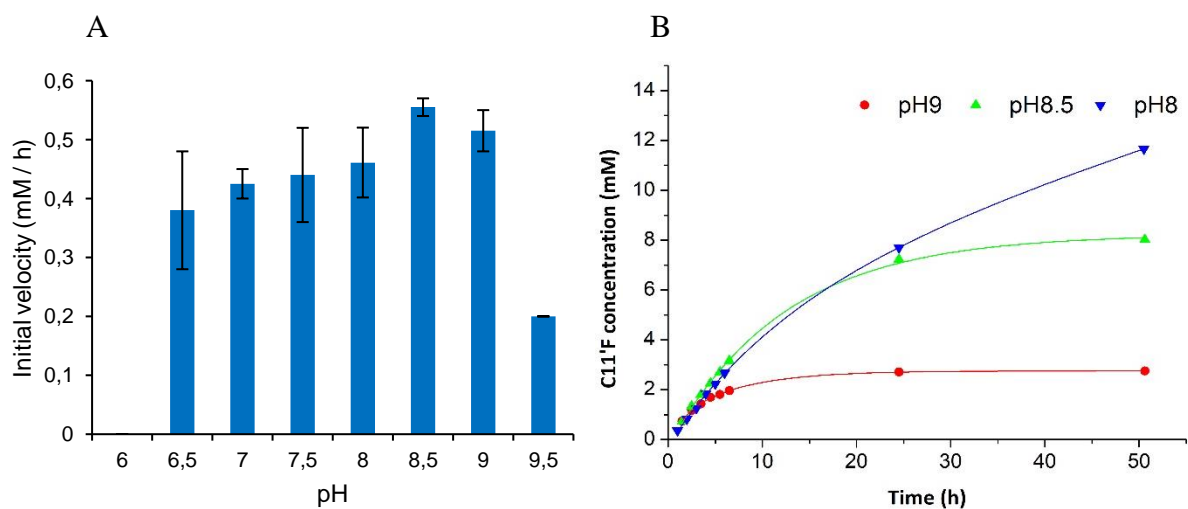 A
B
Initial velocity (mM / h)
0,6
0,5
0,4
0,3
0,2
0,1
0
6 6,5 7 7,5 8 8,5 9 9,5
pH
C11'F concentration (mM)
14
12
10
8
6
4
2
0
pH9 pH8.5 pH8
0 10 20 30 40 50
Time (h)